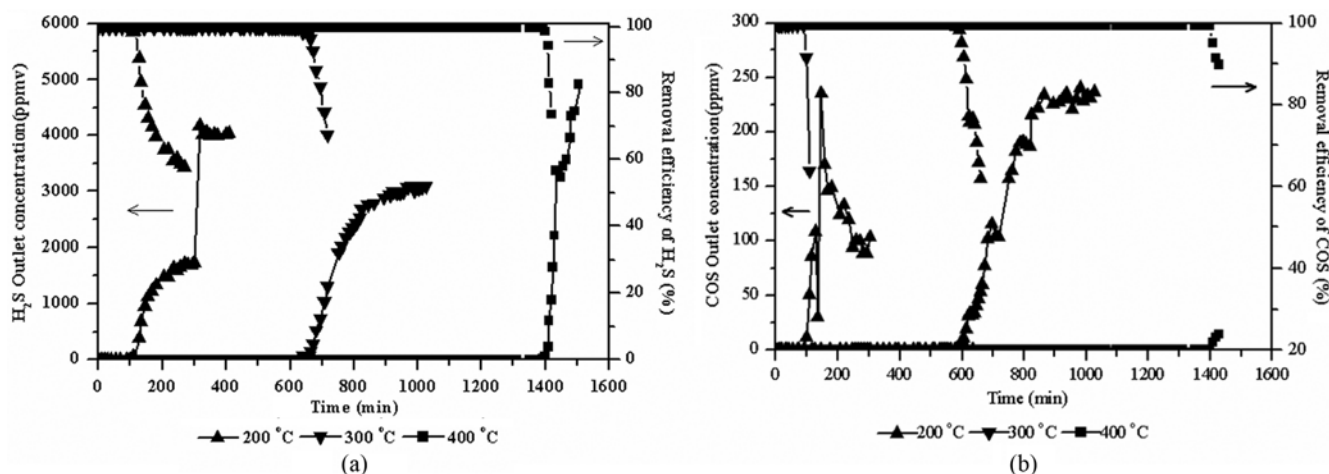 (a)
6000
5000
4000
3000
2000
1000
0
H2S Outlet concentration(ppmv)
100
80
60
40
20
0
Removal efficiency of H2S (%)
0 200 400 600 800 1000 1200 1400 1600
Time (min)
200 °C 300 °C 400 °C
(a)
300
250
200
150
100
50
0
COS Outlet concentration(ppmv)
100
80
60
40
20
Removal efficiency of COS (%)
0 200 400 600 800 1000 1200 1400 1600
Time (min)
200 °C 300 °C 400 °C
(b)